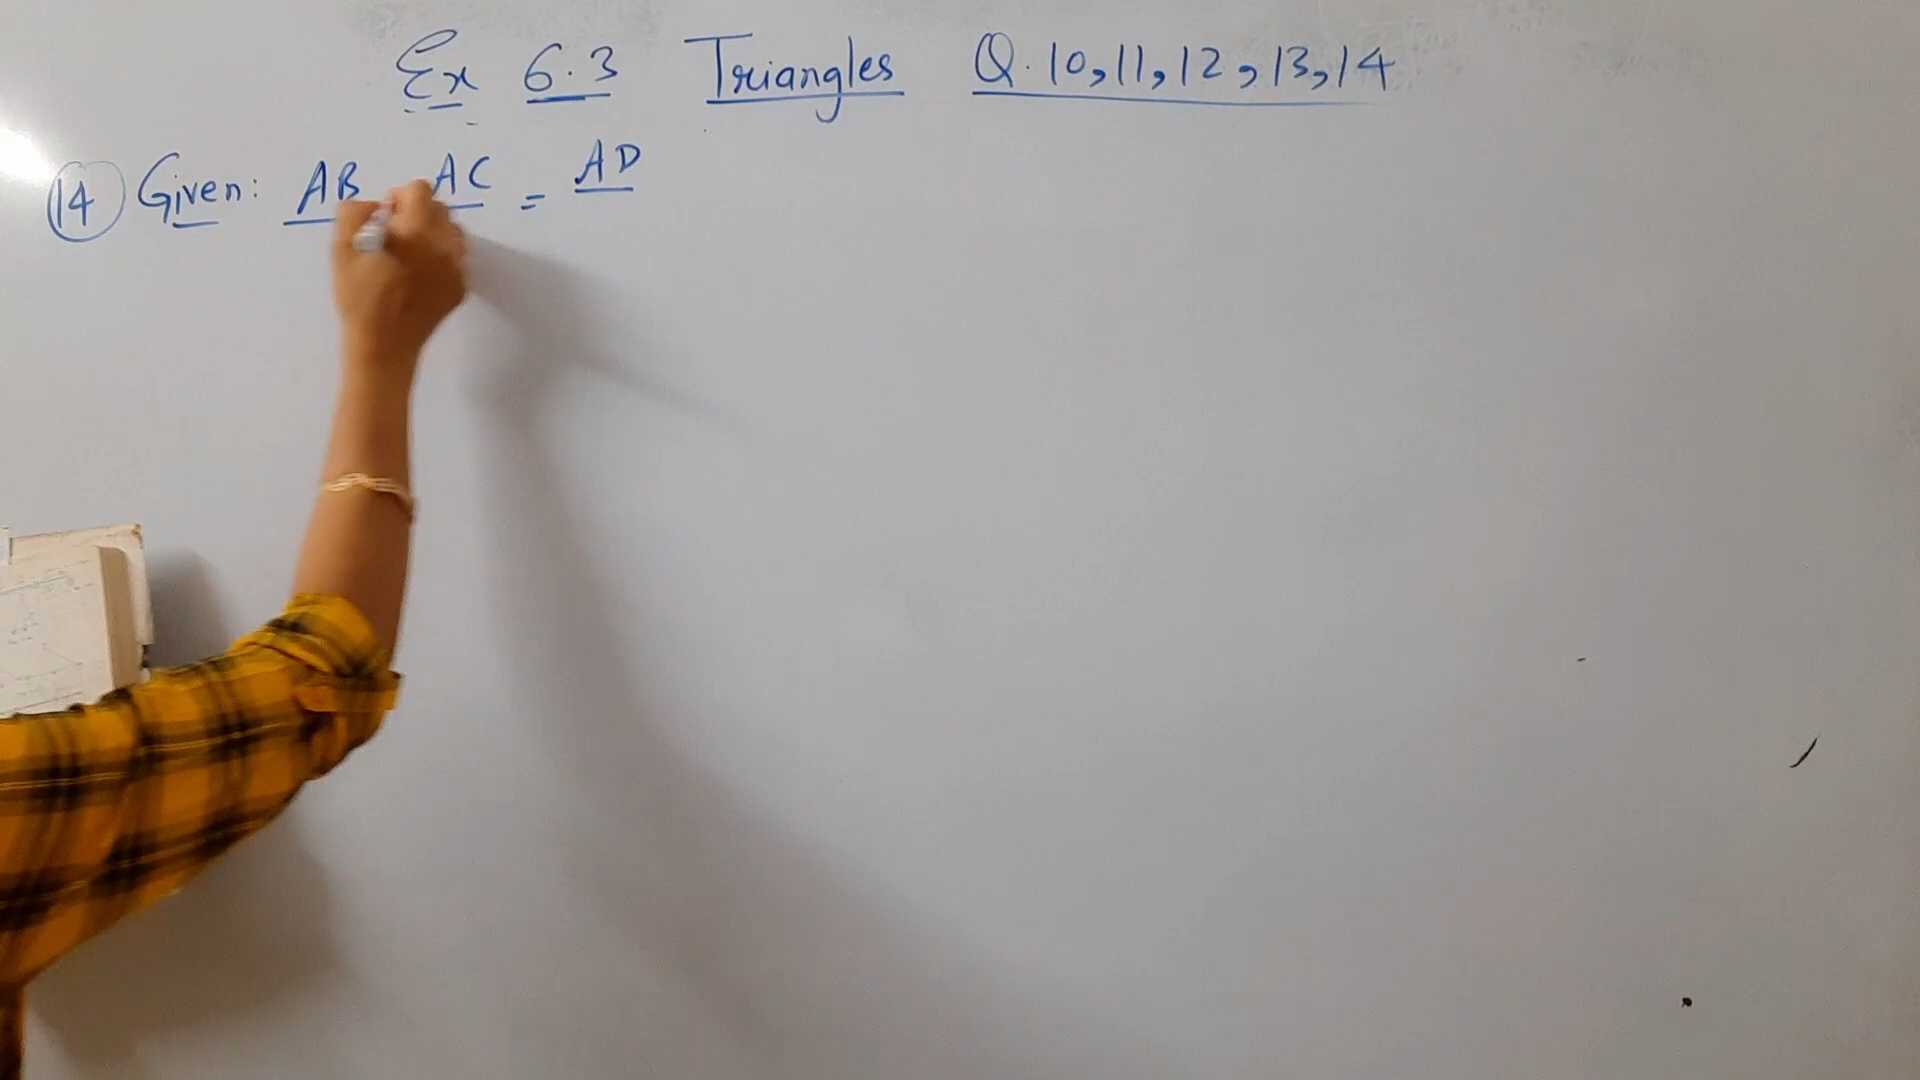 Ex 6.3 Triangles Q. 10,11,12,13,14
14 Given: AB AC = AD